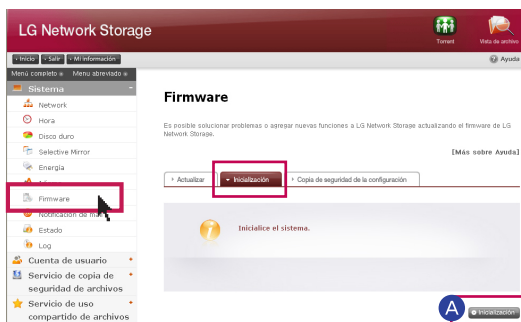 LG Network Storage
Torrent
Vista de archivo
Inicio
Salir
Mi información
Ayuda
Menú completo
Menu abreviado
Sistema
Network
Hora
Disco duro
Selective Mirror
Energía
Firmware
Notificación de mail
Estado
Log
Cuenta de usuario
Servicio de copia de
seguridad de archivos
Servicio de uso
compartido de archivos
Firmware
Es posible solucionar problemas o agregar nuevas funciones a LG Network Storage actualizando el firmware de LG
Network Storage.
[Más sobre Ayuda]
Actualizar
Inicialización
Copia de seguridad de la configuración
Inicialice el sistema.
A
Inicialización